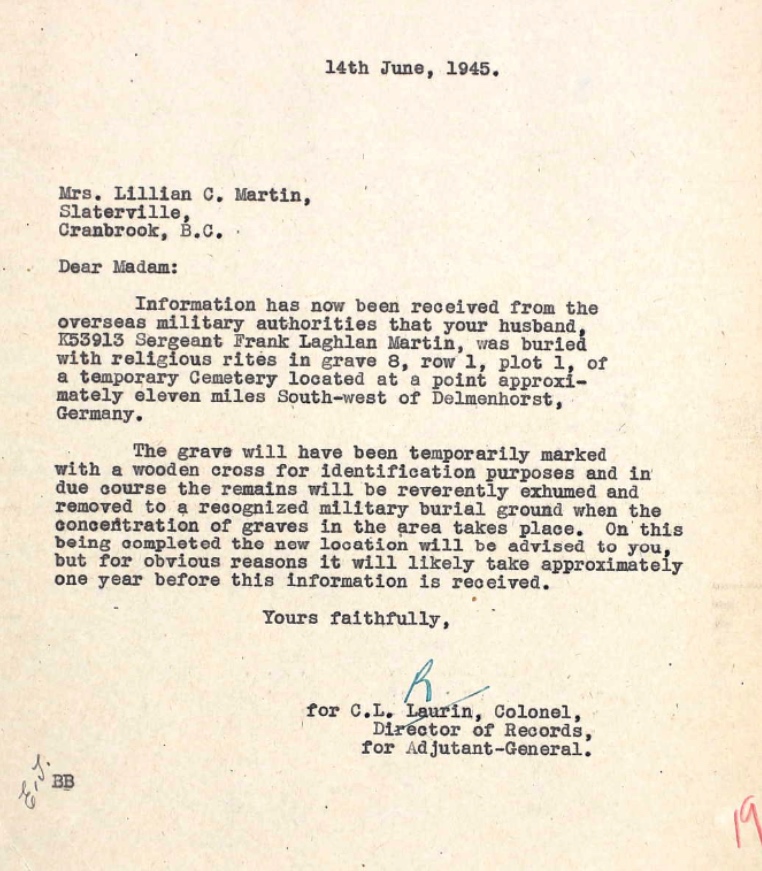 14th June, 1945.
Mrs. Lillian C. Martin,
Slaterville,
Cranbrook, B.C.
Dear Madam:
Information has now been received from the
overseas military authorities that your husband,
K53913 Sergeant Frank Laghlan Martin, was buried
with religious rites in grave 8, row 1, plot 1, of
a temporary Cemetery located at a point approxi-
mately eleven miles South-west of Delmenhorst,
Germany.
The grave will have been temporarily marked
with a wooden cross for identification purposes and in
due course the remains will be reverently exhumed and
removed to a recognized military burial ground when the
concentration of graves in the area takes place. On this
being completed the new location will be advised to you,
but for obvious reasons it will likely take approximately
one year before this information is received.
Yours faithfully,
R
for C.L. Laurin, Colonel,
Director of Records,
for Adjutant-General.
BB
19